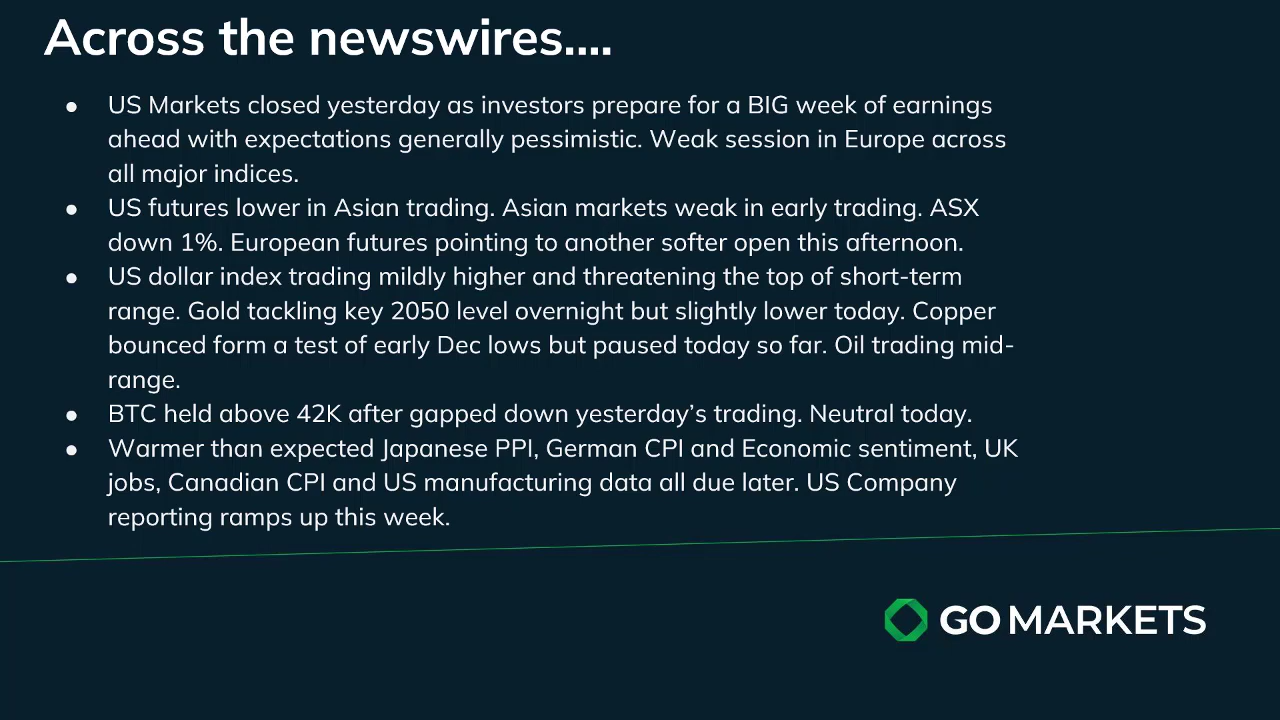 Across the newswires....
● US Markets closed yesterday as investors prepare for a BIG week of earnings
ahead with expectations generally pessimistic. Weak session in Europe across
all major indices.
● US futures lower in Asian trading. Asian markets weak in early trading. ASX
down 1%. European futures pointing to another softer open this afternoon.
● US dollar index trading mildly higher and threatening the top of short-term
range. Gold tackling key 2050 level overnight but slightly lower today. Copper
bounced form a test of early Dec lows but paused today so far. Oil trading mid-
range.
● BTC held above 42K after gapped down yesterday’s trading. Neutral today.
● Warmer than expected Japanese PPI, German CPI and Economic sentiment, UK
jobs, Canadian CPI and US manufacturing data all due later. US Company
reporting ramps up this week.
GO MARKETS